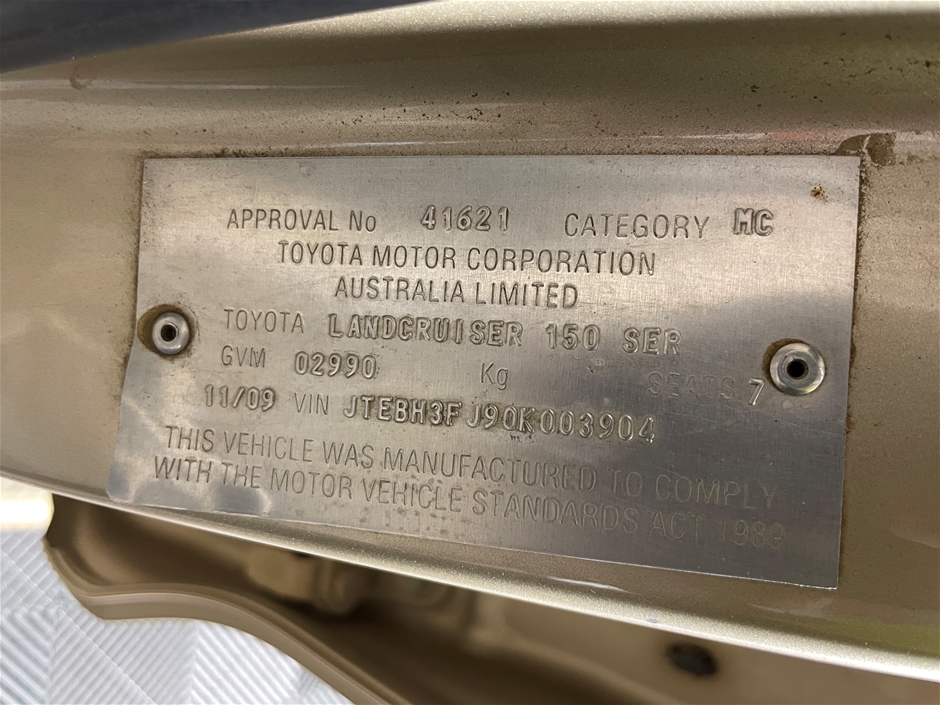 APPROVAL No 41621 CATEGORY MC
TOYOTA MOTOR CORPORATION
AUSTRALIA LIMITED
TOYOTA LANDCRUISER 150 SER
GVM 02990 Kg SEATS 7
11/09 VIN JTEBH3FJ90K003904
THIS VEHICLE WAS MANUFACTURED TO COMPLY
WITH THE MOTOR VEHICLE STANDARDS ACT 1989